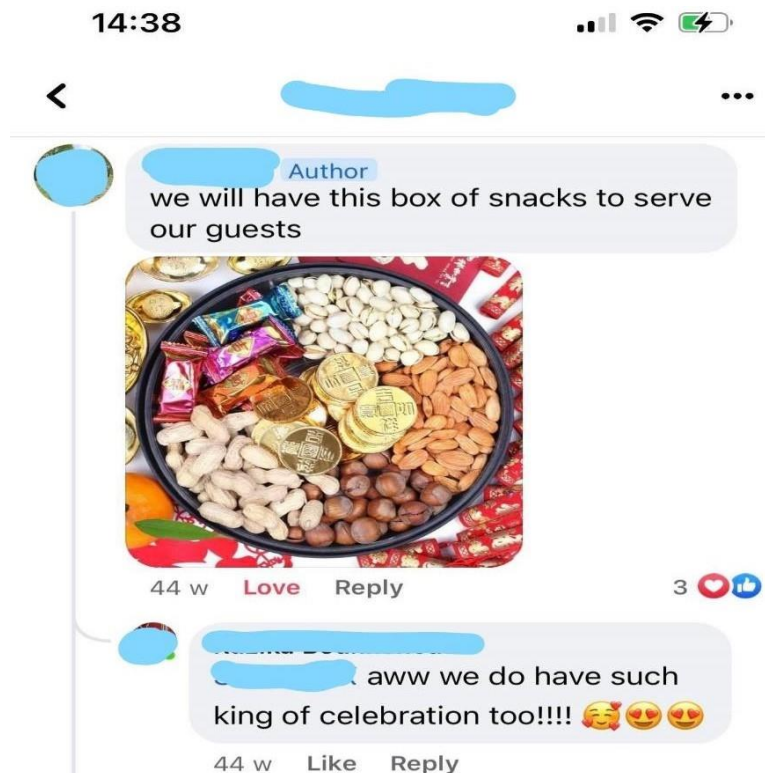 14:38
Author
we will have this box of snacks to serve
our guests
44 w Love Reply
3
aww we do have such
king of celebration too!!!! 🥰😍😍
44 w Like Reply